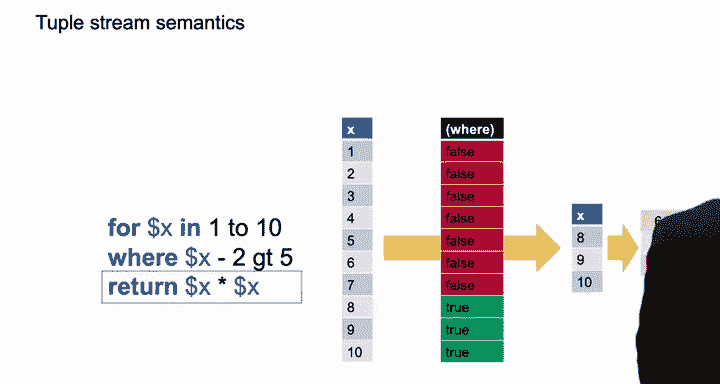 Tuple stream semantics
for $x in 1 to 10
where $x - 2 gt 5
return $x * $x
x
1
2
3
4
5
6
7
8
9
10
(where)
false
false
false
false
false
false
false
true
true
true
x
8
9
10